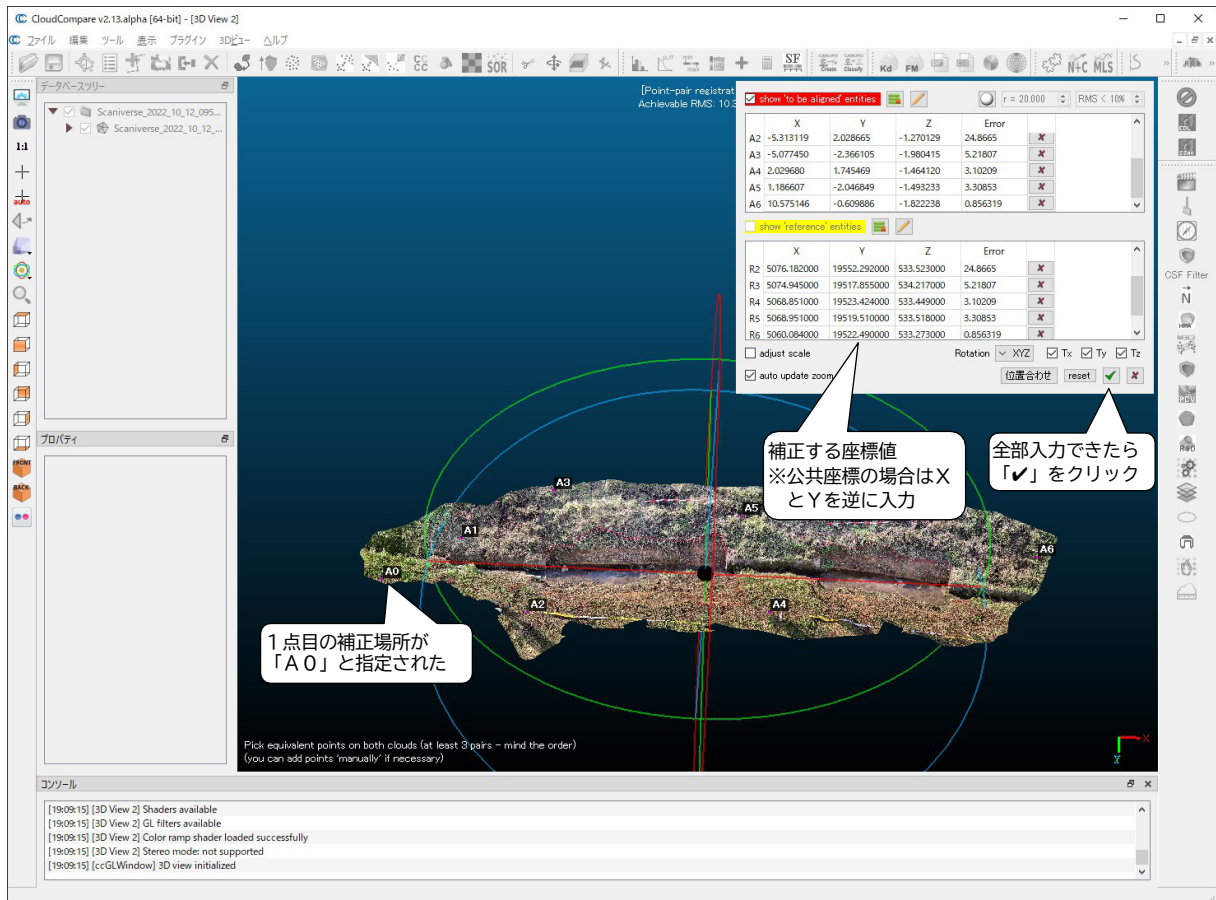 CloudCompare v2.13.alpha [64-bit] - [3D View 2]
ファイル 編集 ツール 表示 プラグイン 3Dビュー ヘルプ
SOR SF Kd FM N+C MLS
データベースツリー
Scaniverse_2022_10_12_095...
Scaniverse_2022_10_12_...
1:1
auto
FRONT
BACK
プロパティ
[Point-pair registrat
Achievable RMS: 10.3
show 'to be aligned' entities r = 20.000 RMS < 10%
X Y Z Error
A2 -5.313119 2.028665 -1.270129 24.8665
A3 -5.077450 -2.366105 -1.980415 5.21807
A4 2.029680 1.745469 -1.464120 3.10209
A5 1.186607 -2.046849 -1.493233 3.30853
A6 10.575146 -0.609886 -1.822238 0.856319
show 'reference' entities
X Y Z Error
R2 5076.182000 19552.292000 533.523000 24.8665
R3 5074.945000 19517.855000 534.217000 5.21807
R4 5068.851000 19523.424000 533.449000 3.10209
R5 5068.951000 19519.510000 533.518000 3.30853
R6 5060.084000 19522.490000 533.273000 0.856319
adjust scale Rotation XYZ Tx Ty Tz
auto update zoom 位置合わせ reset
補正する座標値
※公共座標の場合はX
とYを逆に入力
全部入力できたら
「✔」をクリック
A3
A5
A1
A6
A0
A2
A4
1点目の補正場所が
「A0」と指定された
Pick equivalent points on both clouds (at least 3 pairs - mind the order)
(you can add points 'manually' if necessary)
X
CSF Filter
N
PCV
コンソール
[19:09:15] [3D View 2] Shaders available
[19:09:15] [3D View 2] GL filters available
[19:09:15] [3D View 2] Color ramp shader loaded successfully
[19:09:15] [3D View 2] Stereo mode: not supported
[19:09:15] [ccGLWindow] 3D view initialized